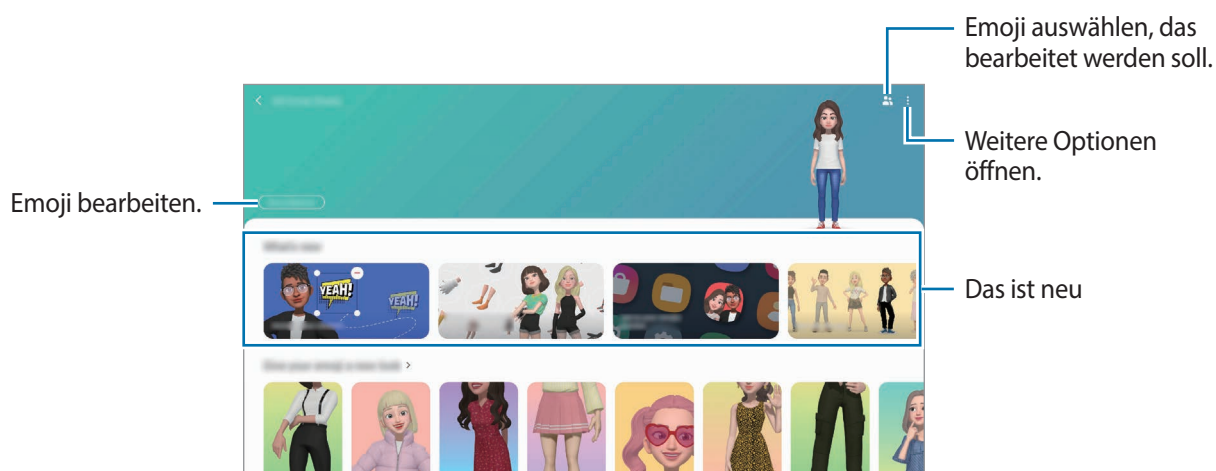 Emoji auswählen, das
bearbeitet werden soll.
Weitere Optionen
öffnen.
Emoji bearbeiten.
YEAH!
YEAH!
Das ist neu